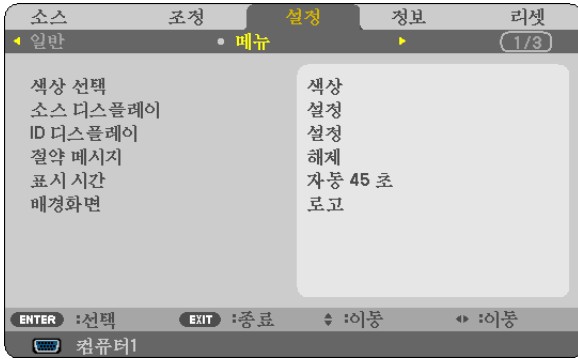 소스 조정 설정 정보 리셋
일반 • 메뉴 (1/3)
색상 선택 색상
소스 디스플레이 설정
ID 디스플레이 설정
절약 메시지 해제
표시 시간 자동 45 초
배경화면 로고
ENTER :선택 EXIT :종료 :이동 :이동
컴퓨터1